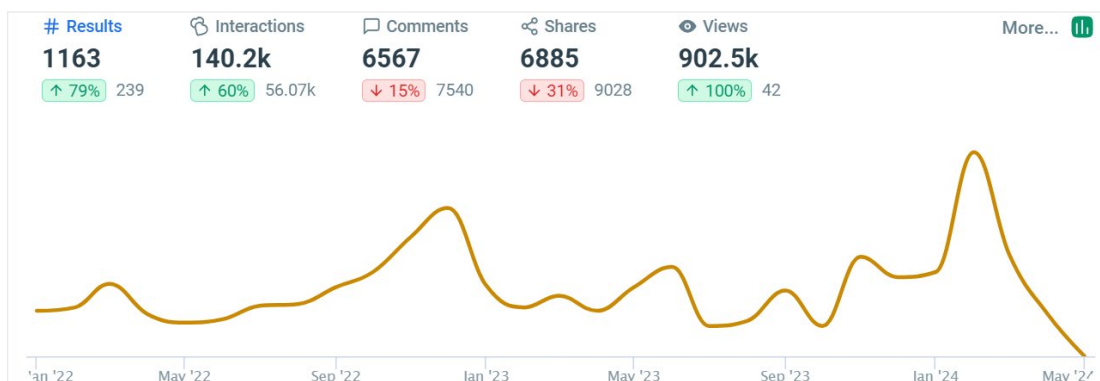 # Results Interactions Comments Shares Views More...
1163 140.2k 6567 6885 902.5k
↑ 79% 239 ↑ 60% 56.07k ↓ 15% 7540 ↓ 31% 9028 ↑ 100% 42
May '22 Sep '22 Jan '23 May '23 Sep '23 Jan '24